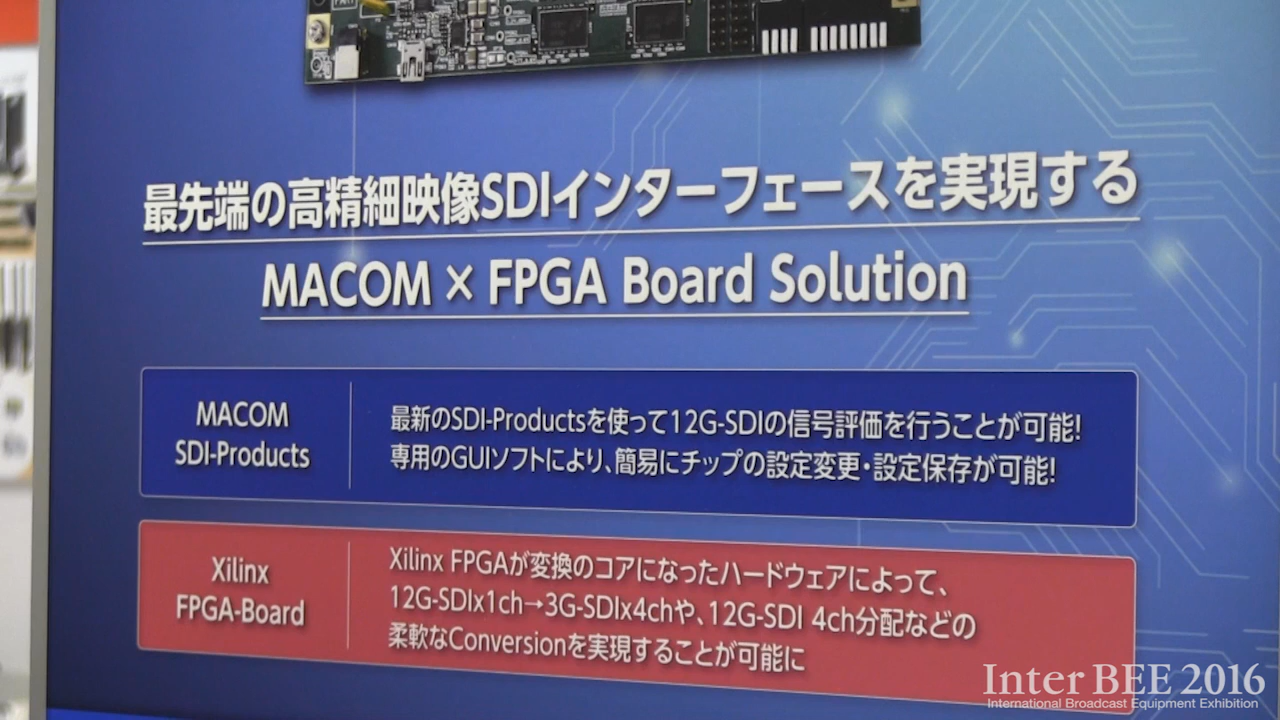 最先端の高精細映像SDIインターフェースを実現する
MACOM × FPGA Board Solution
MACOM
SDI-Products
最新のSDI-Productsを使って12G-SDIの信号評価を行うことが可能!
専用のGUIソフトにより、簡易にチップの設定変更・設定保存が可能!
Xilinx
FPGA-Board
Xilinx FPGAが変換のコアになったハードウェアによって、
12G-SDIx1ch→3G-SDIx4chや、12G-SDI 4ch分配などの
柔軟なConversionを実現することが可能に
Inter BEE 2016
International Broadcast Equipment Exhibition